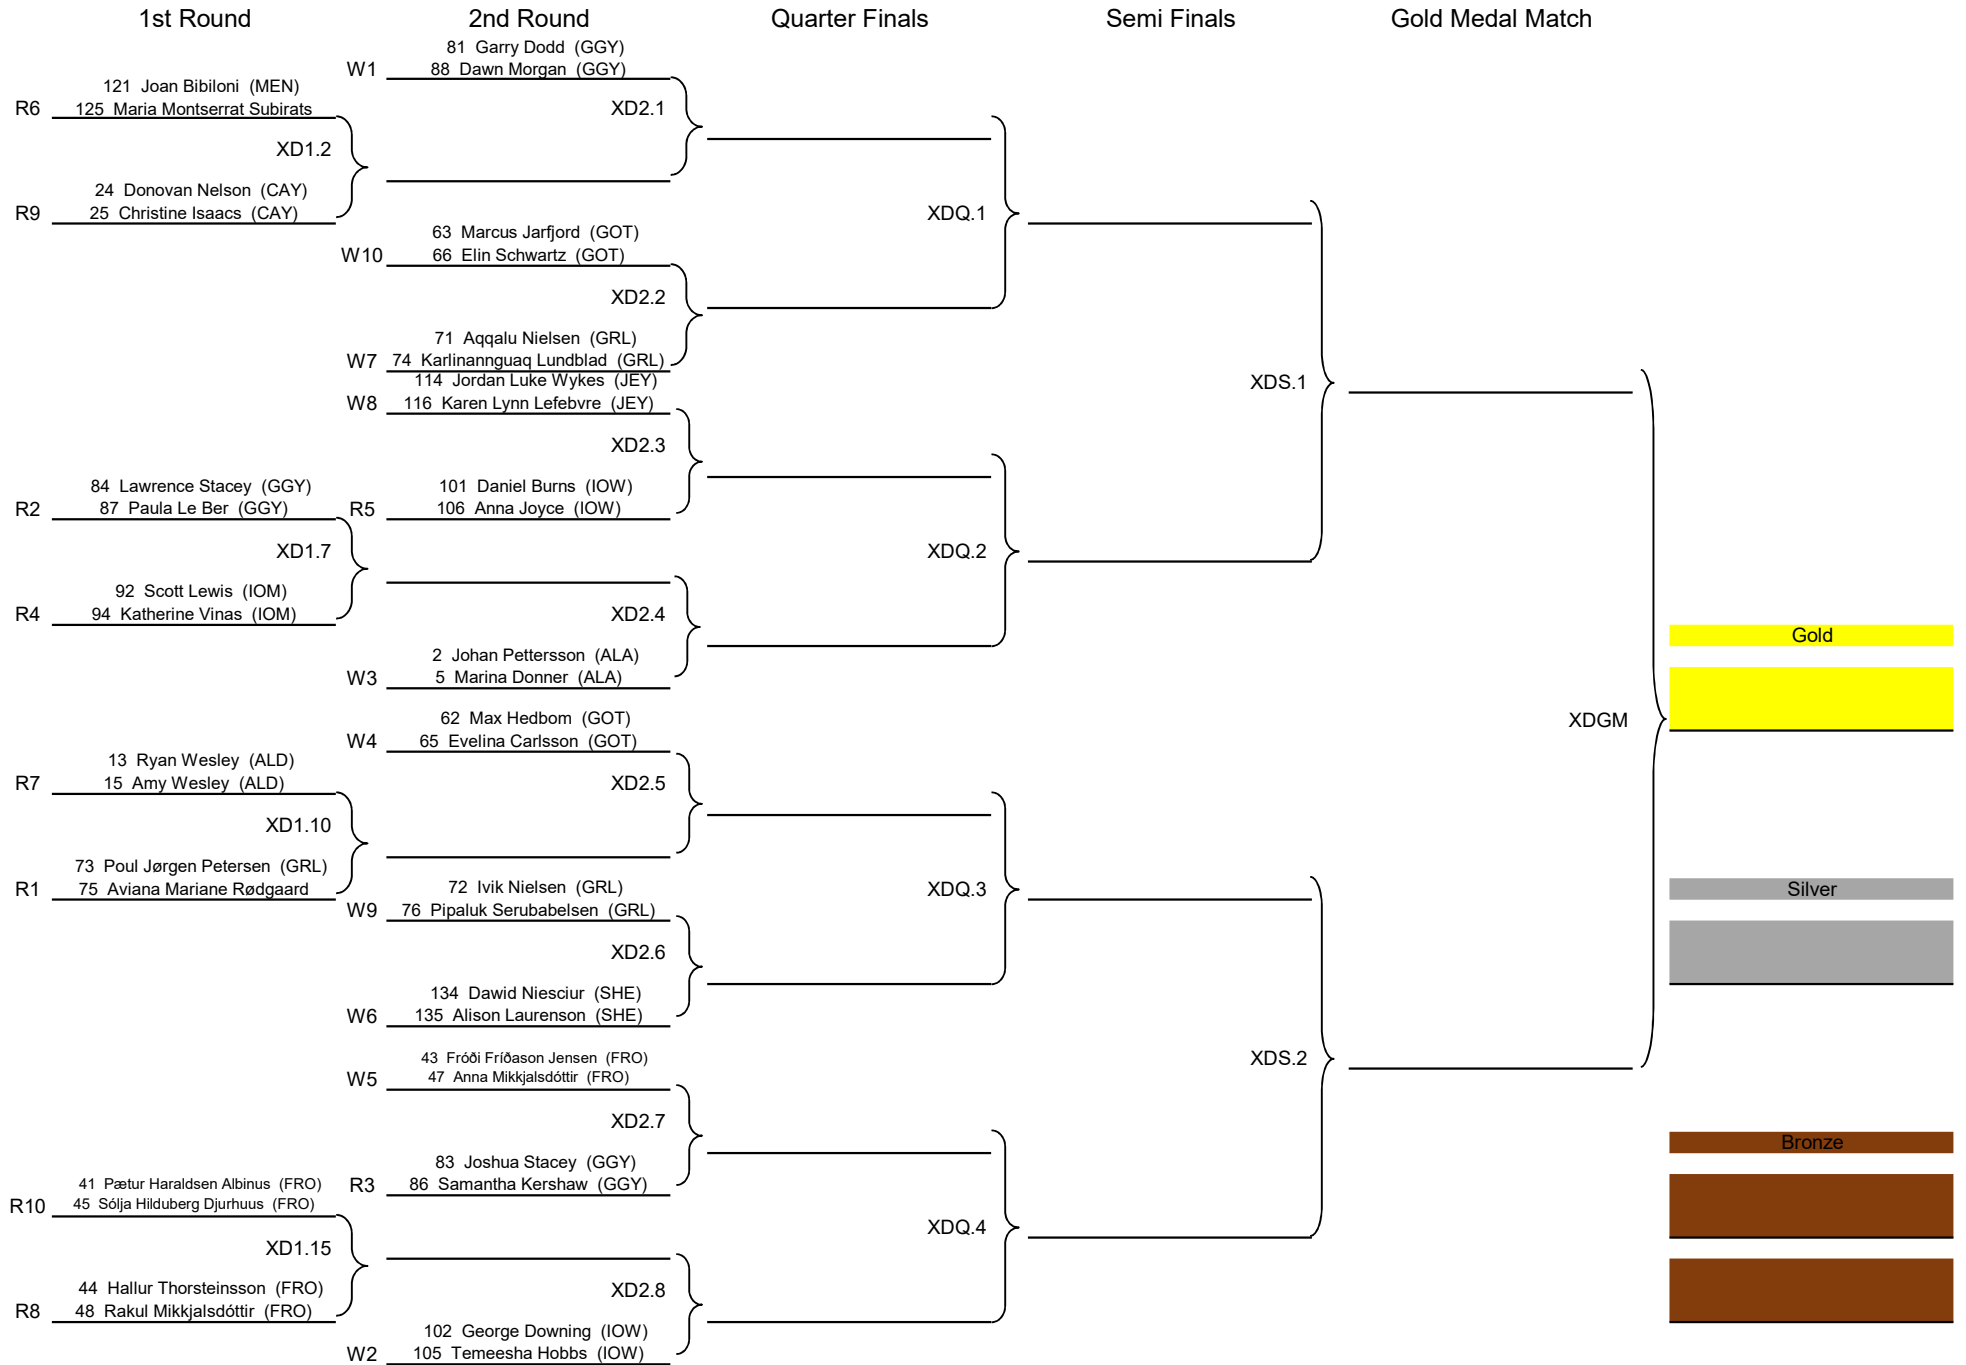 1st Round
2nd Round
Quarter Finals
Semi Finals
Gold Medal Match
81 Garry Dodd (GGY)
W1 88 Dawn Morgan (GGY)
121 Joan Bibiloni (MEN)
R6 125 Maria Montserrat Subirats
XD2.1
XD1.2
24 Donovan Nelson (CAY)
R9 25 Christine Isaacs (CAY)
XDQ.1
63 Marcus Jarfjord (GOT)
W10 66 Elin Schwartz (GOT)
XD2.2
71 Aqqalu Nielsen (GRL)
W7 74 Karlinannguaq Lundblad (GRL)
114 Jordan Luke Wykes (JEY)
XDS.1
W8 116 Karen Lynn Lefebvre (JEY)
XD2.3
84 Lawrence Stacey (GGY)
R2 87 Paula Le Ber (GGY)
101 Daniel Burns (IOW)
R5 106 Anna Joyce (IOW)
XD1.7
XDQ.2
92 Scott Lewis (IOM)
R4 94 Katherine Vinas (IOM)
XD2.4
Gold
2 Johan Pettersson (ALA)
W3 5 Marina Donner (ALA)
62 Max Hedbom (GOT)
XDGM
W4 65 Evelina Carlsson (GOT)
13 Ryan Wesley (ALD)
R7 15 Amy Wesley (ALD)
XD2.5
XD1.10
73 Poul Jørgen Petersen (GRL)
R1 75 Aviana Mariane Rødgaard
72 Ivik Nielsen (GRL)
XDQ.3
Silver
W9 76 Pipaluk Serubabelsen (GRL)
XD2.6
134 Dawid Niesciur (SHE)
W6 135 Alison Laurenson (SHE)
43 Fróði Fríðason Jensen (FRO)
XDS.2
W5 47 Anna Mikkjalsdóttir (FRO)
XD2.7
Bronze
83 Joshua Stacey (GGY)
R3 86 Samantha Kershaw (GGY)
41 Pætur Haraldsen Albinus (FRO)
R10 45 Sólja Hilduberg Djurhuus (FRO)
XDQ.4
XD1.15
44 Hallur Thorsteinsson (FRO)
R8 48 Rakul Mikkjalsdóttir (FRO)
XD2.8
102 George Downing (IOW)
W2 105 Temeesha Hobbs (IOW)